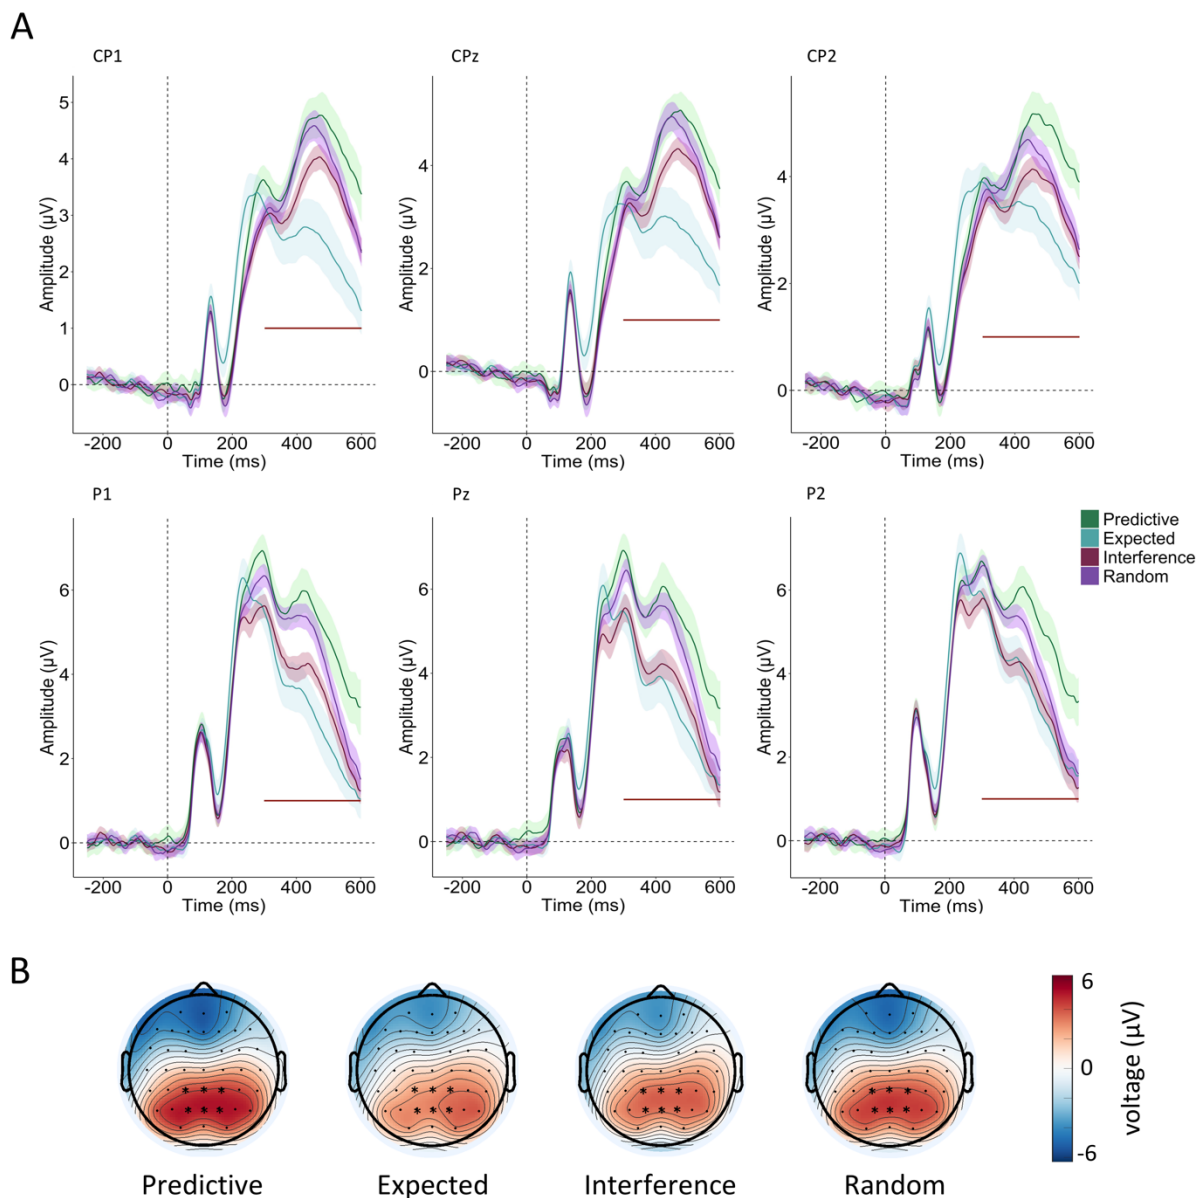 A
CP1
CPz
CP2
Amplitude (μV)
5
4
3
2
1
0
-200 0 200 400 600
Time (ms)
Amplitude (μV)
4
2
0
-200 0 200 400 600
Time (ms)
Amplitude (μV)
4
2
0
-200 0 200 400 600
Time (ms)
P1
Pz
P2
Amplitude (μV)
6
4
2
0
-200 0 200 400 600
Time (ms)
Amplitude (μV)
6
4
2
0
-200 0 200 400 600
Time (ms)
Amplitude (μV)
6
4
2
0
-200 0 200 400 600
Time (ms)
Predictive
Expected
Interference
Random
B
6
0
-6
voltage (μV)
Predictive
Expected
Interference
Random